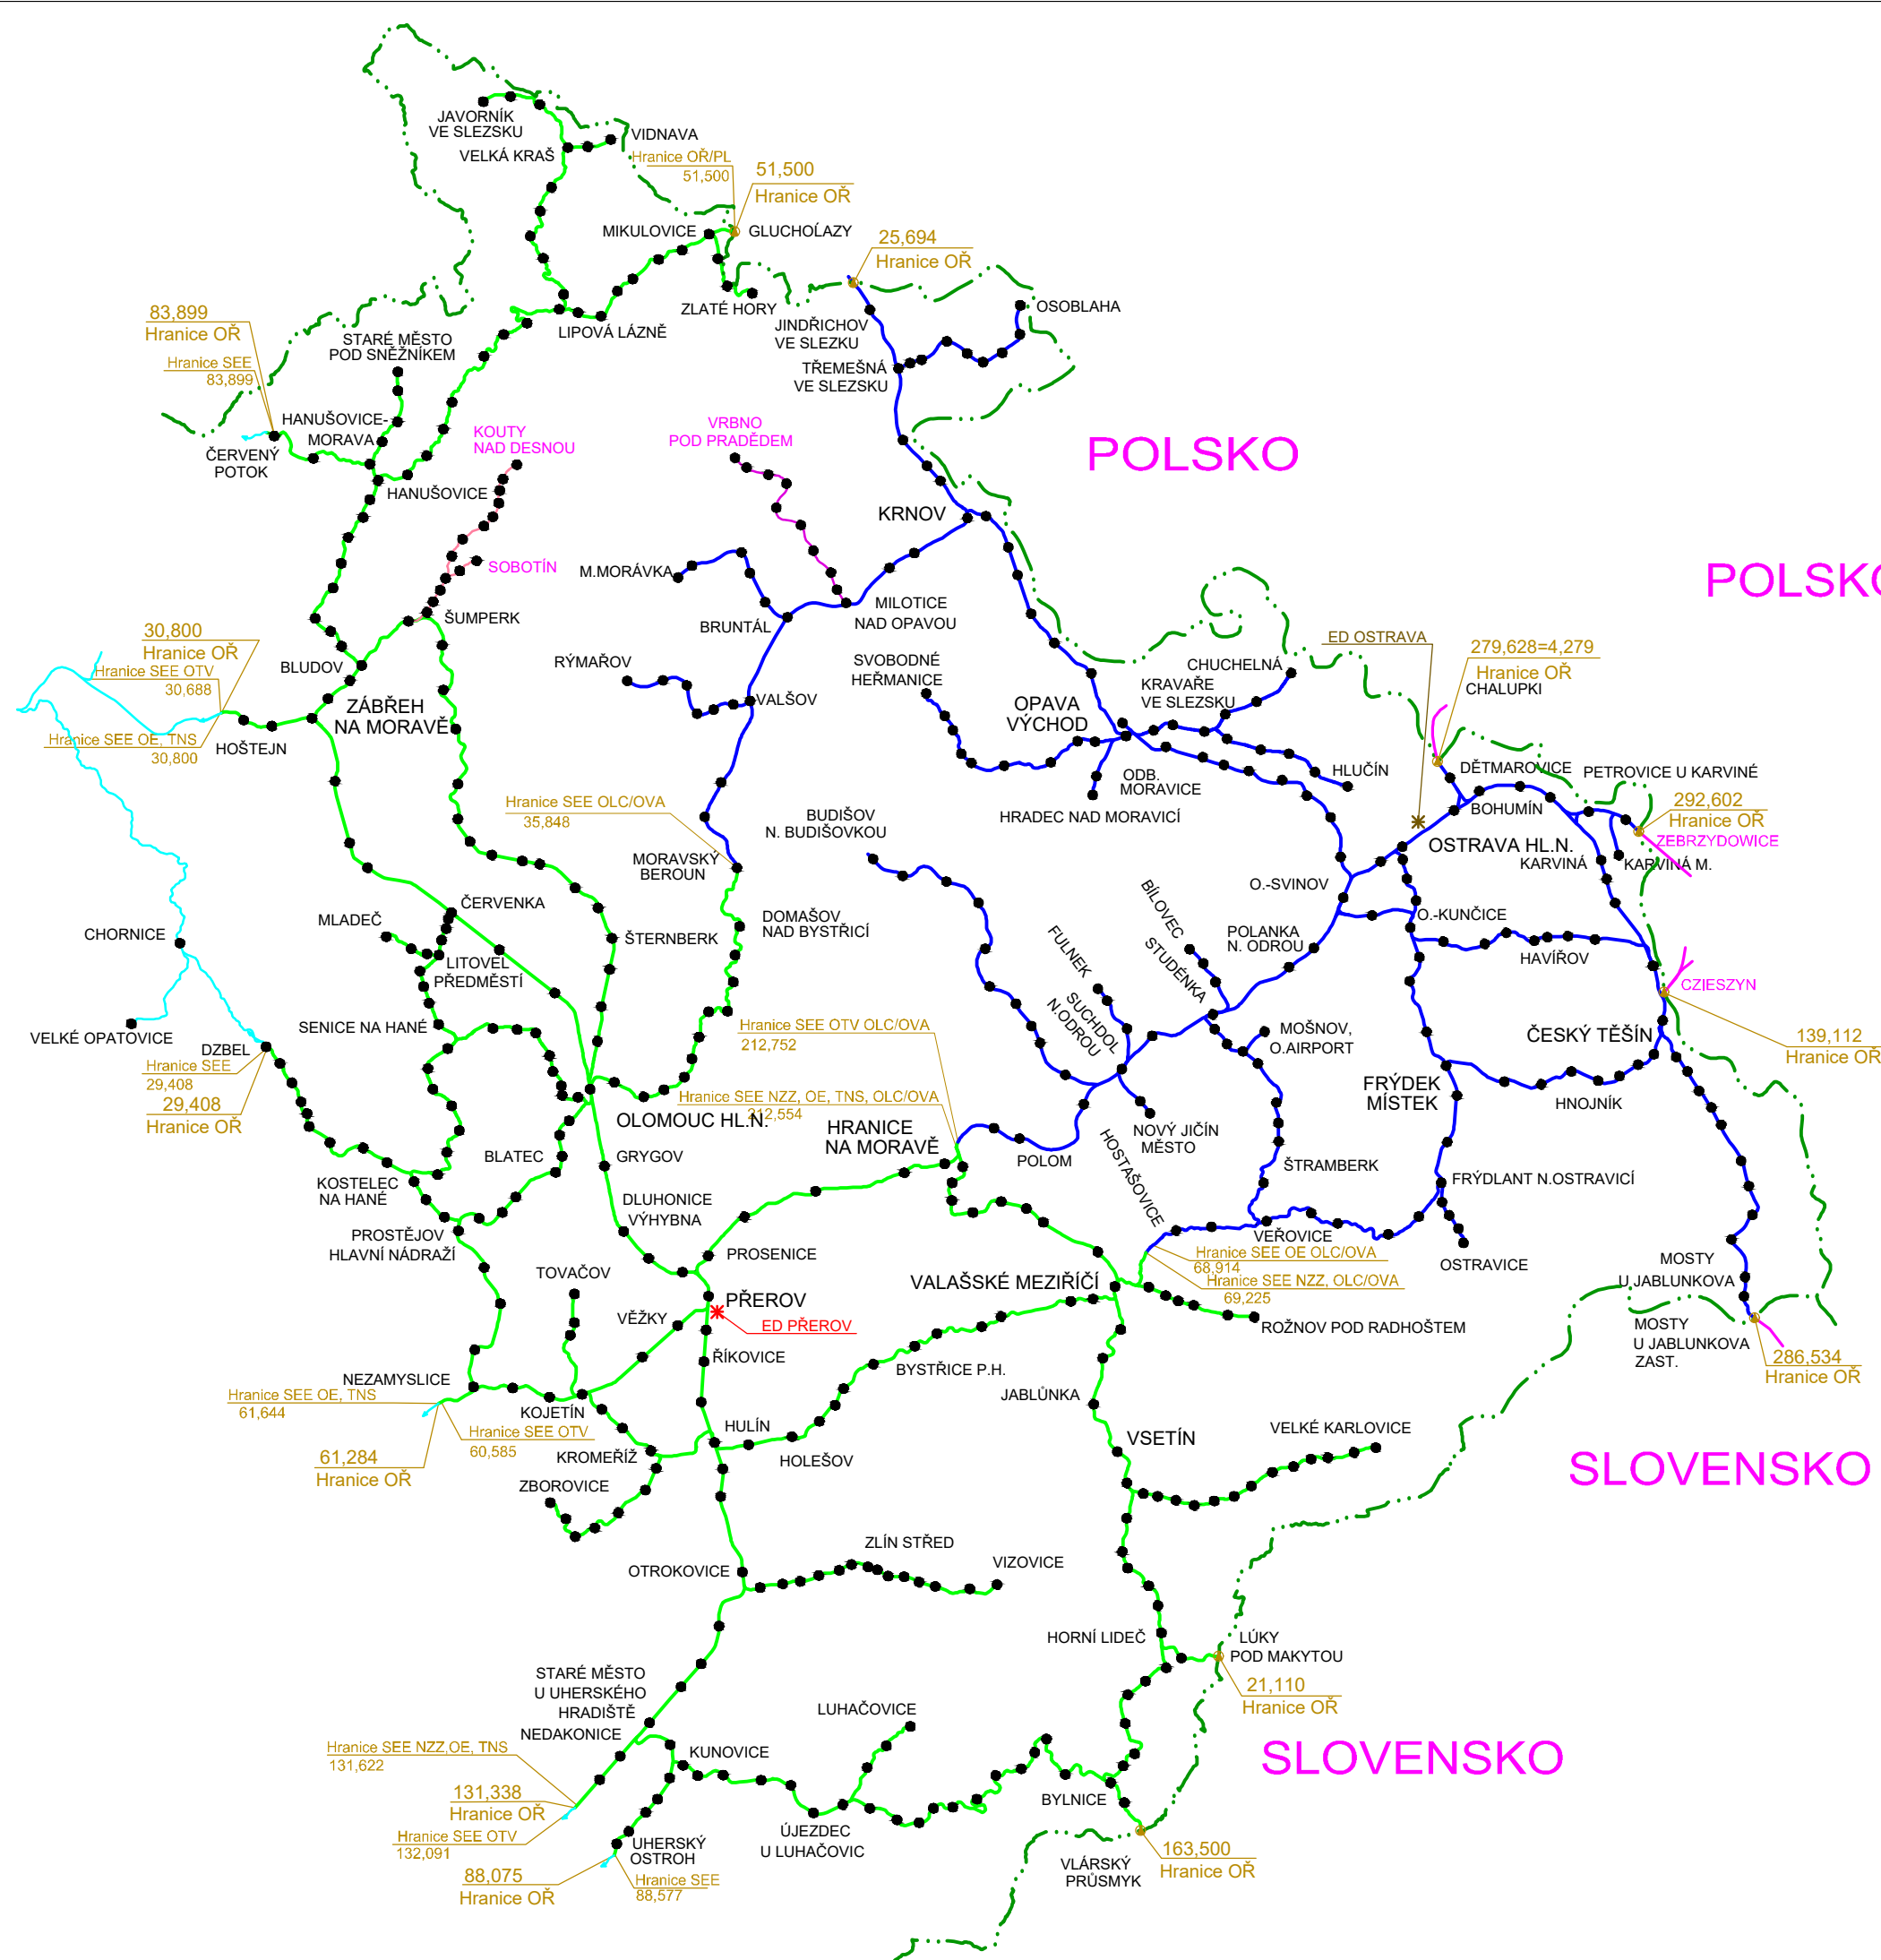 JAVORNÍK
VE SLEZSKU
VIDNAVA
VELKÁ KRAŠ
Hranice OŘ/PL
51,500
51,500
Hranice OŘ
MIKULOVICE
GLUCHOĹAZY
25,694
Hranice OŘ
ZLATÉ HORY
OSOBLAHA
83,899
Hranice OŘ
Hranice SEE
83,899
STARÉ MĚSTO
POD SNĚŽNÍKEM
LIPOVÁ LÁZNĚ
JINDŘICHOV
VE SLEZKU
TŘEMEŠNÁ
VE SLEZSKU
HANUŠOVICE-
MORAVA
ČERVENÝ
POTOK
KOUTY
NAD DESNOU
VRBNO
POD PRADĚDEM
POLSKO
HANUŠOVICE
KRNOV
SOBOTÍN
M.MORÁVKA
POLSKO
ŠUMPERK
BRUNTÁL
MILOTICE
NAD OPAVOU
30,800
Hranice OŘ
Hranice SEE OTV
30,688
BLUDOV
RÝMAŘOV
SVOBODNÉ
HEŘMANICE
CHUCHELNÁ
KRAVAŘE
VE SLEZSKU
ED OSTRAVA
279,628=4,279
Hranice OŘ
CHALUPKI
ZÁBŘEH
NA MORAVĚ
VALŠOV
OPAVA
VÝCHOD
Hranice SEE OE, TNS
30,800
HOŠTEJN
ODB.
MORAVICE
HLUČÍN
DĚTMAROVICE
PETROVICE U KARVINÉ
Hranice SEE OLC/OVA
35,848
BUDIŠOV
N. BUDIŠOVKOU
HRADEC NAD MORAVICÍ
BOHUMÍN
292,602
Hranice OŘ
ZEBRZYDOWICE
OSTRAVA HL.N.
KARVINÁ
KARVINÁ M.
MORAVSKÝ
BEROUN
O.-SVINOV
BÍLOVEC
MLADEČ
ČERVENKA
DOMAŠOV
NAD BYSTŘICÍ
O.-KUNČICE
CHORNICE
ŠTERNBERK
FULNEK
STUDÉNKA
POLANKA
N. ODROU
HAVÍŘOV
LITOVEL
PŘEDMĚSTÍ
CZIESZYN
VELKÉ OPATOVICE
SENICE NA HANÉ
Hranice SEE OTV OLC/OVA
212,752
SUCHDOL
N.ODROU
MOŠNOV,
O.AIRPORT
ČESKÝ TĚŠÍN
139,112
Hranice OŘ
DZBEL
Hranice SEE
29,408
29,408
Hranice OŘ
Hranice SEE NZZ, OE, TNS, OLC/OVA
212,554
FRÝDEK
MÍSTEK
HNOJNÍK
OLOMOUC HL.N.
HRANICE
NA MORAVĚ
NOVÝ JIČÍN
MĚSTO
BLATEC
GRYGOV
POLOM
HOSTAŠOVICE
ŠTRAMBERK
FRÝDLANT N.OSTRAVICÍ
KOSTELEC
NA HANÉ
DLUHONICE
VÝHYBNA
PROSTĚJOV
HLAVNÍ NÁDRAŽÍ
PROSENICE
VEŘOVICE
Hranice SEE OE OLC/OVA
68,914
OSTRAVICE
MOSTY
U JABLUNKOVA
TOVAČOV
VALAŠSKÉ MEZIŘÍČÍ
Hranice SEE NZZ, OLC/OVA
69,225
PŘEROV
VĚŽKY
ED PŘEROV
ROŽNOV POD RADHOŠTEM
MOSTY
U JABLUNKOVA
ZAST.
286,534
Hranice OŘ
ŘÍKOVICE
BYSTŘICE P.H.
NEZAMYSLICE
Hranice SEE OE, TNS
61,644
JABLŮNKA
KOJETÍN
Hranice SEE OTV
60,585
HULÍN
VELKÉ KARLOVICE
VSETÍN
61,284
Hranice OŘ
KROMEŘÍŽ
HOLEŠOV
SLOVENSKO
ZBOROVICE
ZLÍN STŘED
VIZOVICE
OTROKOVICE
HORNÍ LIDEČ
LÚKY
POD MAKYTOU
21,110
Hranice OŘ
STARÉ MĚSTO
U UHERSKÉHO
HRADIŠTĚ
LUHAČOVICE
NEDAKONICE
Hranice SEE NZZ,OE, TNS
131,622
KUNOVICE
SLOVENSKO
131,338
Hranice OŘ
BYLNICE
Hranice SEE OTV
132,091
ÚJEZDEC
U LUHAČOVIC
UHERSKÝ
OSTROH
163,500
Hranice OŘ
VLÁRSKÝ
PRŮSMYK
88,075
Hranice OŘ
Hranice SEE
88,577